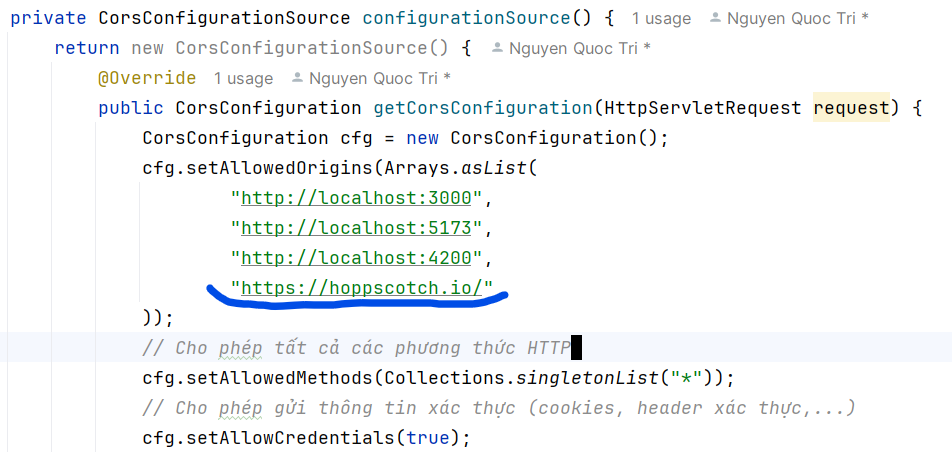 private CorsConfigurationSource configurationSource() { 1 usage Nguyen Quoc Tri *
return new CorsConfigurationSource() { Nguyen Quoc Tri *
@Override 1 usage Nguyen Quoc Tri *
public CorsConfiguration getCorsConfiguration(HttpServletRequest request) {
CorsConfiguration cfg = new CorsConfiguration();
cfg.setAllowedOrigins(Arrays.asList(
"http://localhost:3000",
"http://localhost:5173",
"http://localhost:4200",
"https://hoppscotch.io/"
));
// Cho phép tất cả các phương thức HTTP
cfg.setAllowedMethods(Collections.singletonList("*"));
// Cho phép gửi thông tin xác thực (cookies, header xác thực,...)
cfg.setAllowCredentials(true);